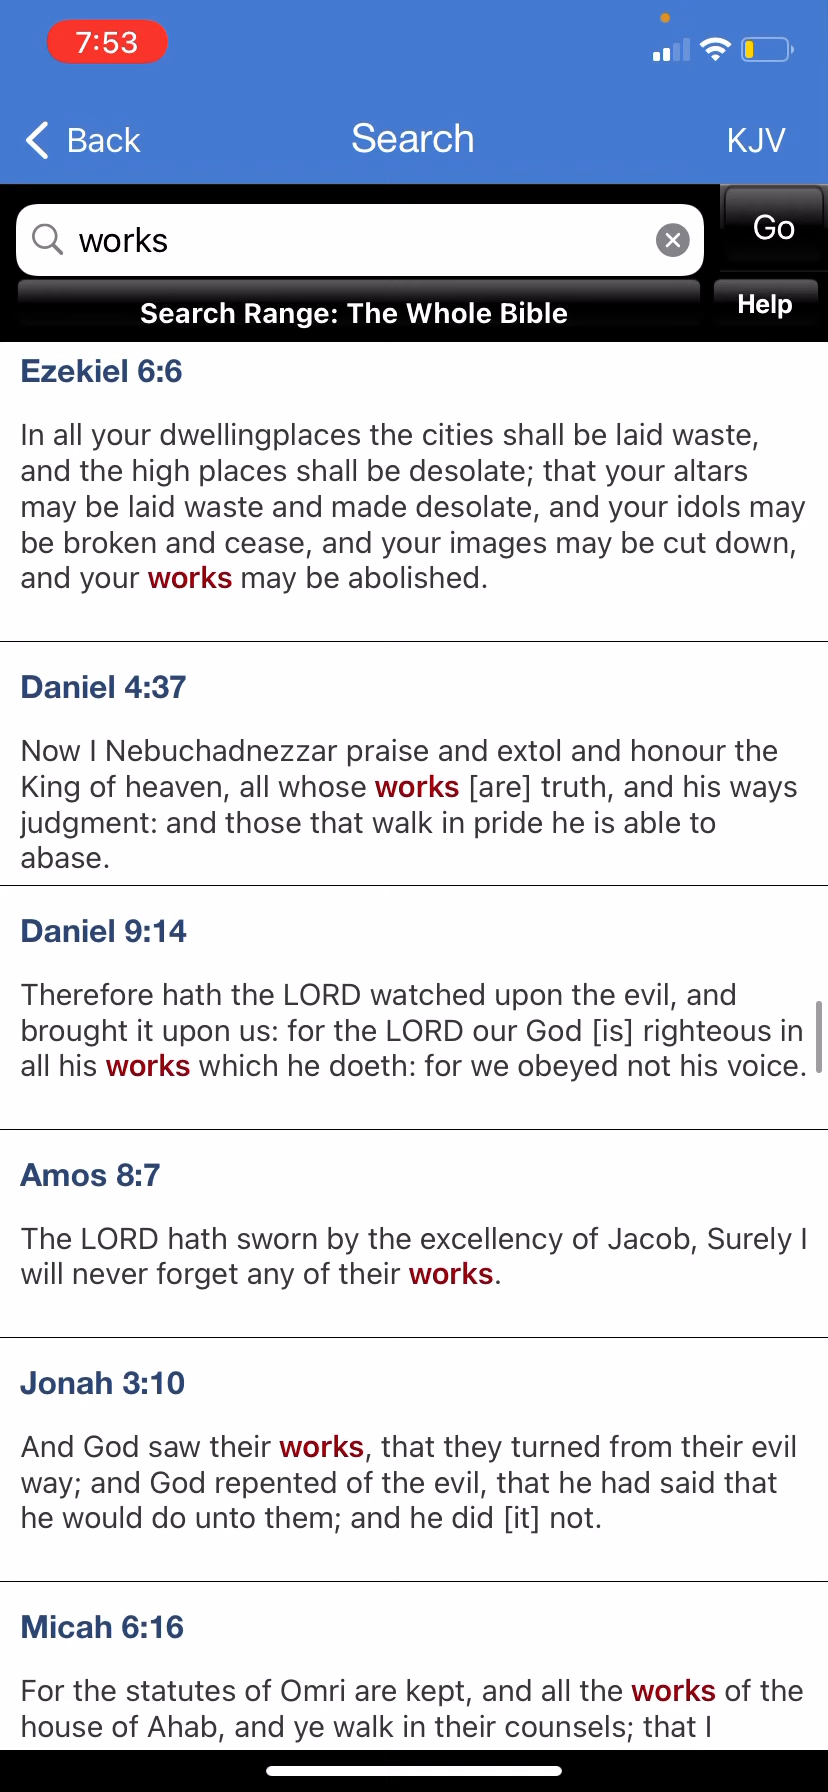 7:53
Back
Search
KJV
works
Go
Search Range: The Whole Bible
Help
Ezekiel 6:6
In all your dwellingplaces the cities shall be laid waste,
and the high places shall be desolate; that your altars
may be laid waste and made desolate, and your idols may
be broken and cease, and your images may be cut down,
and your works may be abolished.
Daniel 4:37
Now I Nebuchadnezzar praise and extol and honour the
King of heaven, all whose works [are] truth, and his ways
judgment: and those that walk in pride he is able to
abase.
Daniel 9:14
Therefore hath the LORD watched upon the evil, and
brought it upon us: for the LORD our God [is] righteous in
all his works which he doeth: for we obeyed not his voice.
Amos 8:7
The LORD hath sworn by the excellency of Jacob, Surely I
will never forget any of their works.
Jonah 3:10
And God saw their works, that they turned from their evil
way; and God repented of the evil, that he had said that
he would do unto them; and he did [it] not.
Micah 6:16
For the statutes of Omri are kept, and all the works of the
house of Ahab, and ye walk in their counsels; that I